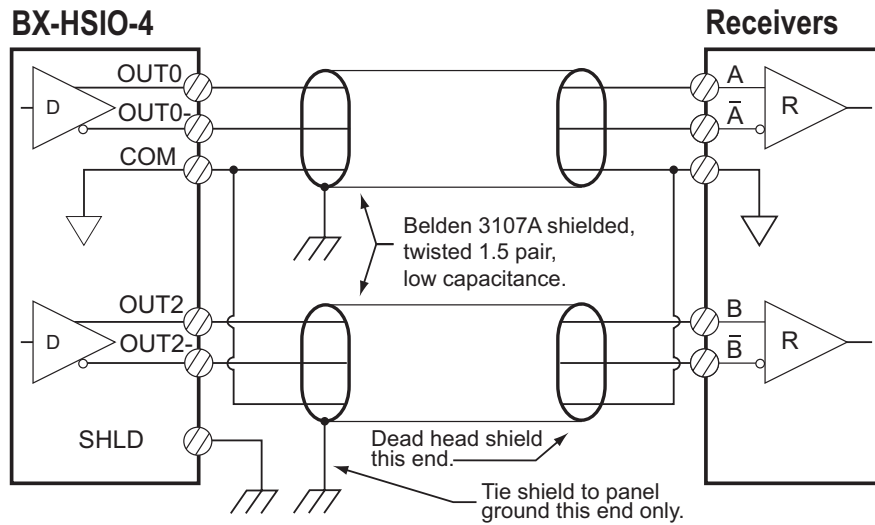 BX-HSIO-4
Receivers
OUT0
D
OUT0-
COM
A
A̅
R
Belden 3107A shielded,
twisted 1.5 pair,
low capacitance.
OUT2
D
OUT2-
B
B̅
R
SHLD
Dead head shield
this end.
Tie shield to panel
ground this end only.